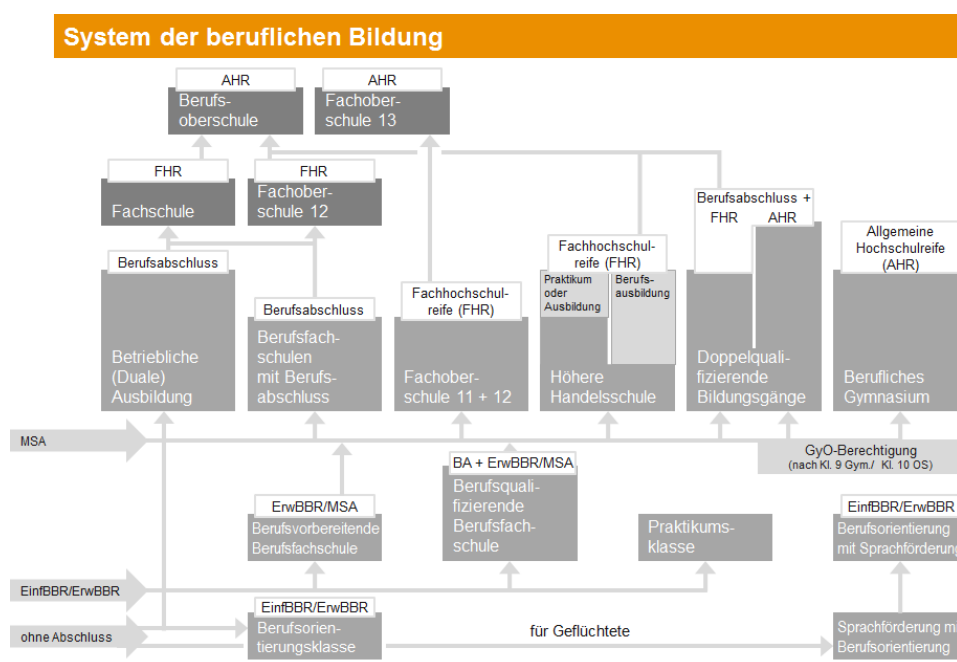 System der beruflichen Bildung
AHR
Berufs-
oberschule
AHR
Fachober-
schule 13
FHR
Fachschule
FHR
Fachober-
schule 12
Berufsabschluss +
FHR
AHR
Allgemeine
Hochschulreife
(AHR)
Berufsabschluss
Betriebliche
(Duale)
Ausbildung
Berufsabschluss
Berufsfach-
schulen
mit Berufs-
abschluss
Fachhochschul-
reife (FHR)
Fachober-
schule 11 + 12
Fachhochschul-
reife (FHR)
Praktikum
oder
Ausbildung
Berufs-
ausbildung
Höhere
Handelsschule
Doppelquali-
fizierende
Bildungsgänge
Berufliches
Gymnasium
MSA
GyO-Berechtigung
(nach Kl. 9 Gym./ Kl. 10 OS)
ErwBBR/MSA
Berufsvorbereitende
Berufsfachschule
BA + ErwBBR/MSA
Berufsquali-
fizierende
Berufsfach-
schule
Praktikums-
klasse
EinfBBR/ErwBBR
Berufsorientierung
mit Sprachförderung
EinfBBR/ErwBBR
ohne Abschluss
EinfBBR/ErwBBR
Berufsorien-
tierungsklasse
für Geflüchtete
Sprachförderung mi
Berufsorientierung